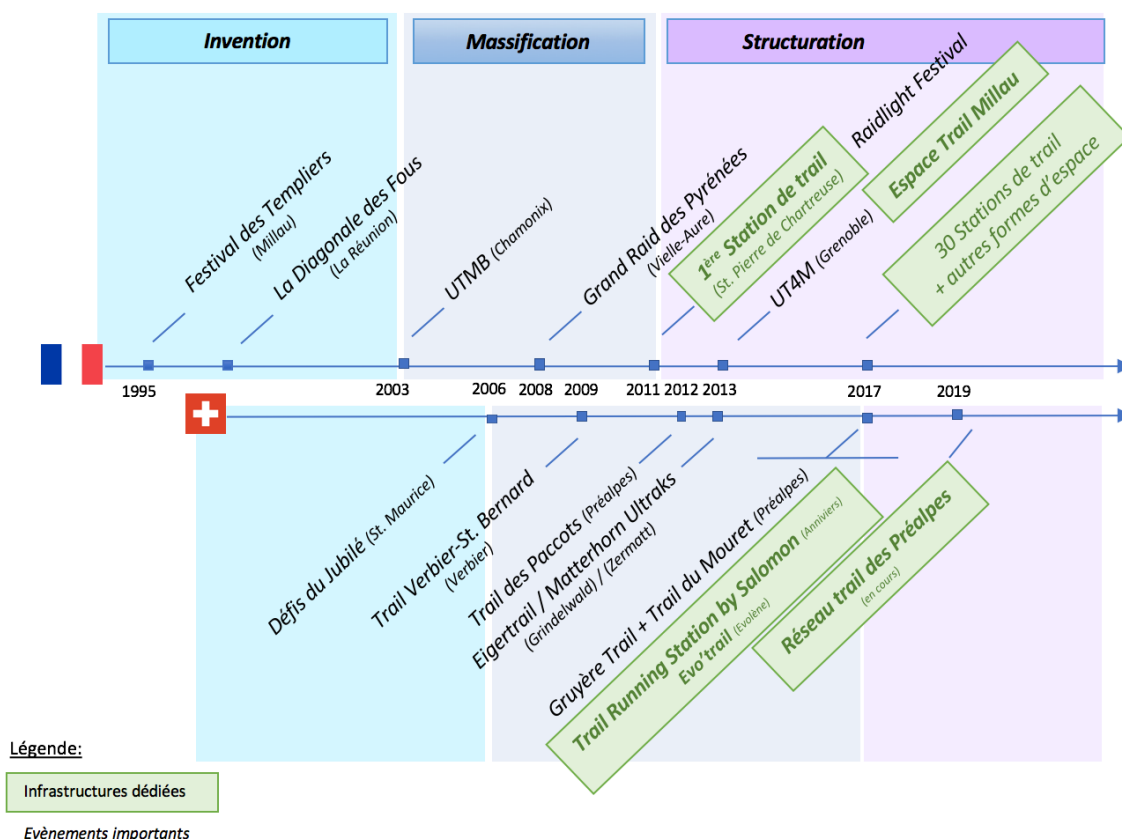 Invention
Massification
Structuration
Festival des Templiers
(Millau)
La Diagonale des Fous
(La Réunion)
UTMB (Chamonix)
Grand Raid des Pyrénées
(Vielle-Aure)
1ère Station de trail
(St. Pierre de Chartreuse)
Raidlight Festival
UT4M (Grenoble)
Espace Trail Millau
30 Stations de trail
+ autres formes d'espace
1995
2003
2006
2008
2009
2011
2012
2013
2017
2019
Défis du Jubilé (St. Maurice)
Trail Verbier-St. Bernard
(Verbier)
Trail des Paccots (Préalpes)
Eigertrail / Matterhorn Ultraks
(Grindelwald) / (Zermatt)
Gruyère Trail + Trail du Mouret (Préalpes)
Trail Running Station by Salomon (Anniviers)
Evo'trail (Evolène)
Réseau trail des Préalpes
(en cours)
Légende:
Infrastructures dédiées
Evènements importants